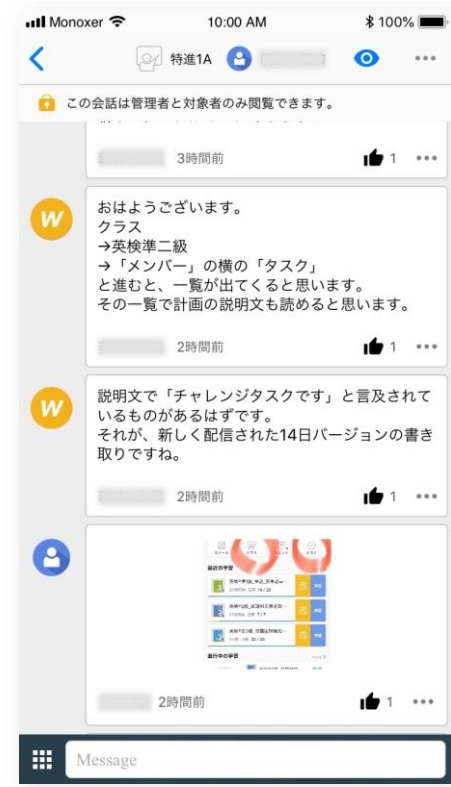 Monoxer 10:00 AM 100%
特進1A
この会話は管理者と対象者のみ閲覧できます。
3時間前 1
W
おはようございます。
クラス
→英検準二級
→「メンバー」の横の「タスク」
と進むと、一覧が出てくると思います。
その一覧で計画の説明文も読めると思います。
2時間前 1
W
説明文で「チャレンジタスクです」と言及されて
いるものがあるはずです。
それが、新しく配信された14日バージョンの書き
取りですね。
2時間前 1
最近の学習
進行中の学習
2時間前 1
Message